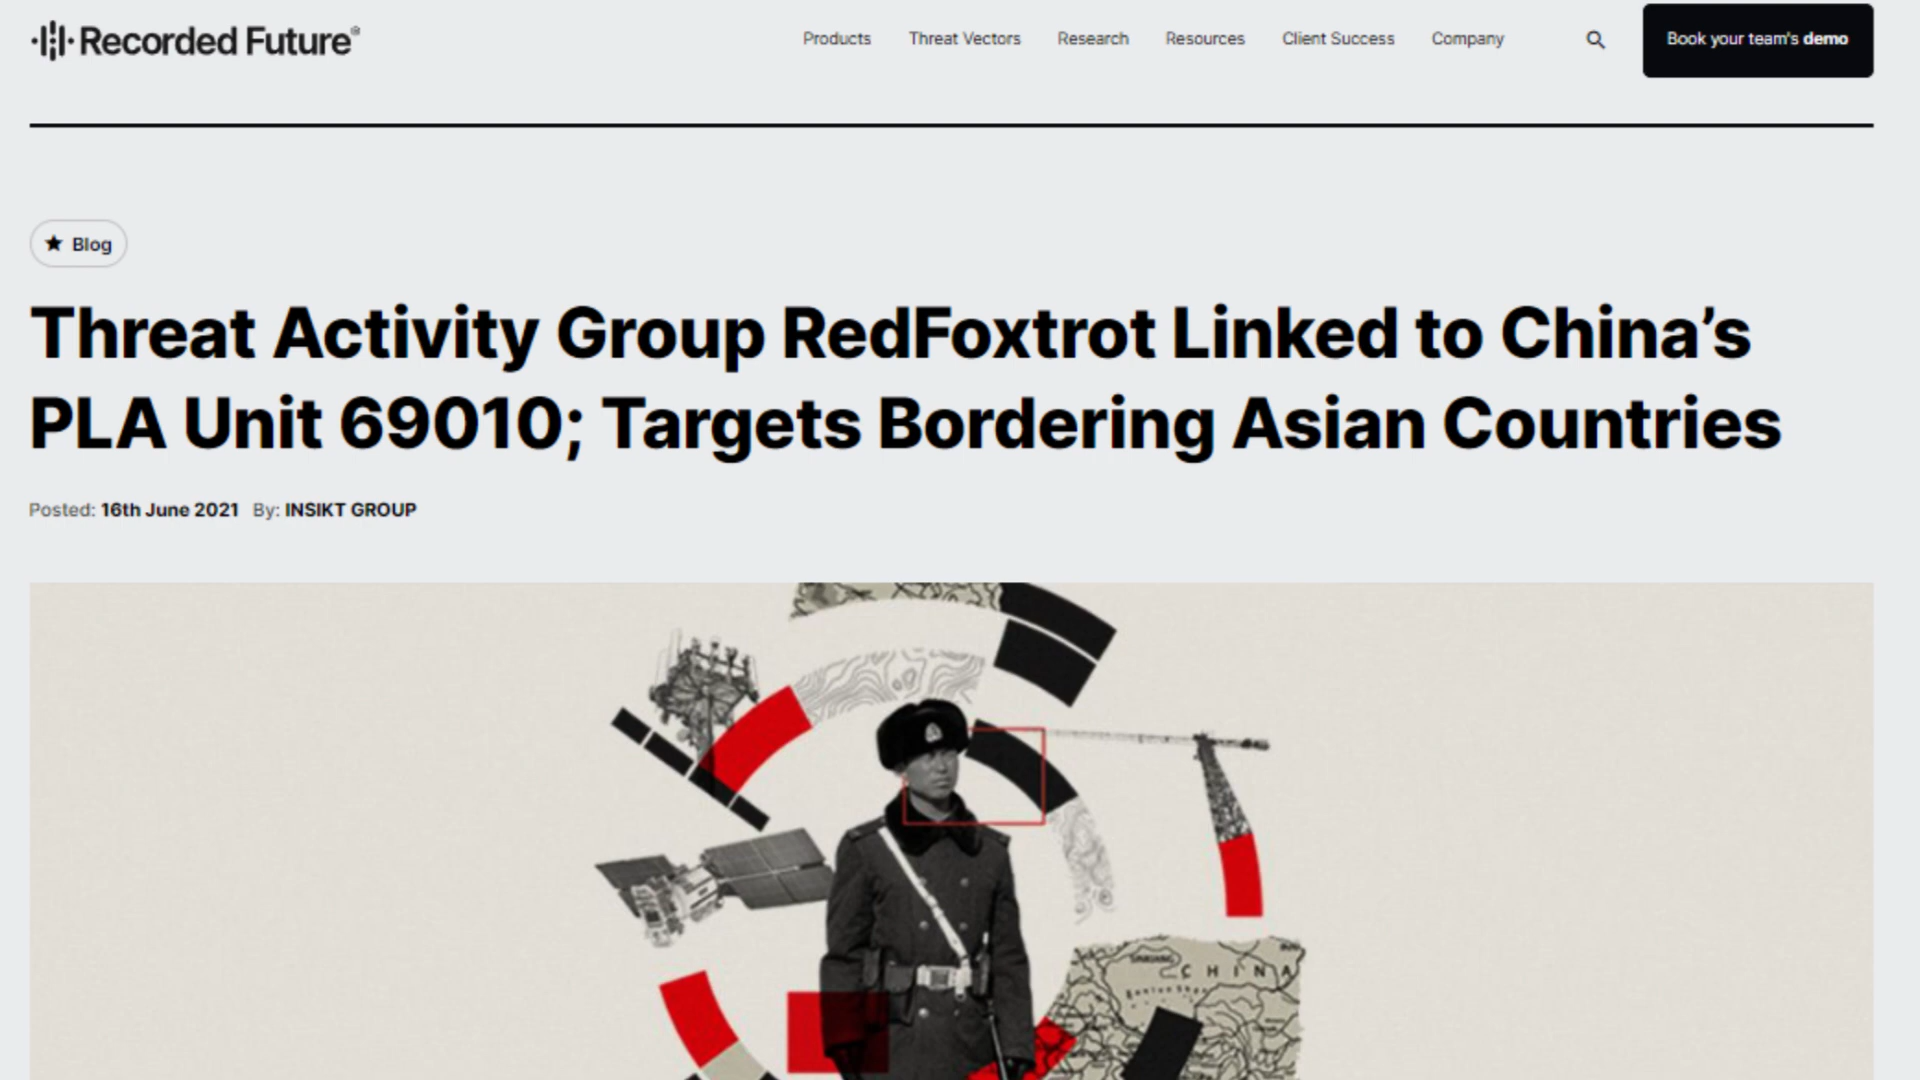 Recorded Future®
Products Threat Vectors Research Resources Client Success Company
Book your team's demo
★ Blog
Threat Activity Group RedFoxtrot Linked to China’s
PLA Unit 69010; Targets Bordering Asian Countries
Posted: 16th June 2021 By: INSIKT GROUP
CHINA